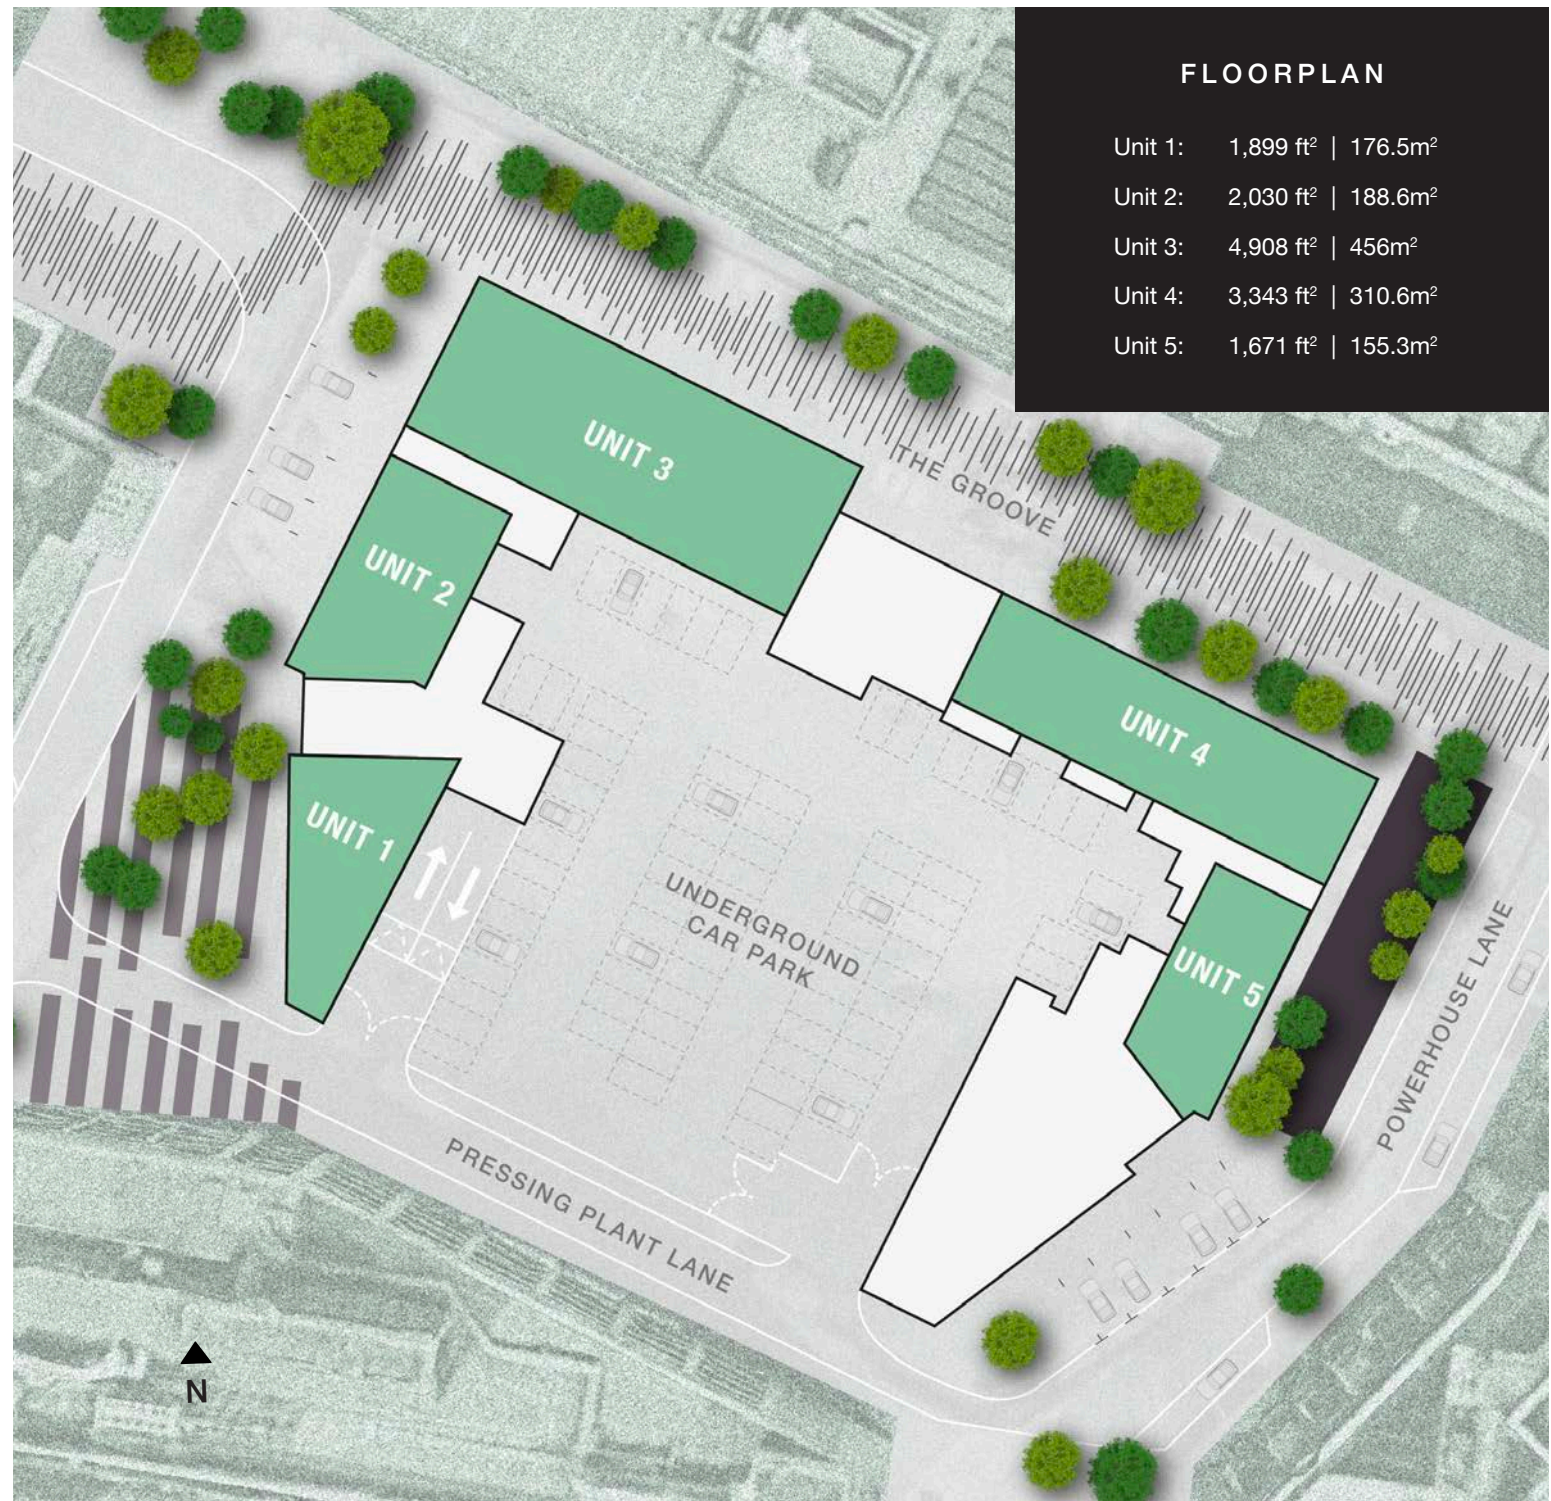 FLOORPLAN
Unit 1: 1,899 ft² | 176.5m²
Unit 2: 2,030 ft² | 188.6m²
Unit 3: 4,908 ft² | 456m²
Unit 4: 3,343 ft² | 310.6m²
Unit 5: 1,671 ft² | 155.3m²
UNIT 3
THE GROOVE
UNIT 2
UNIT 4
UNIT 1
UNDERGROUND
CAR PARK
UNIT 5
POWERHOUSE LANE
PRESSING PLANT LANE
N